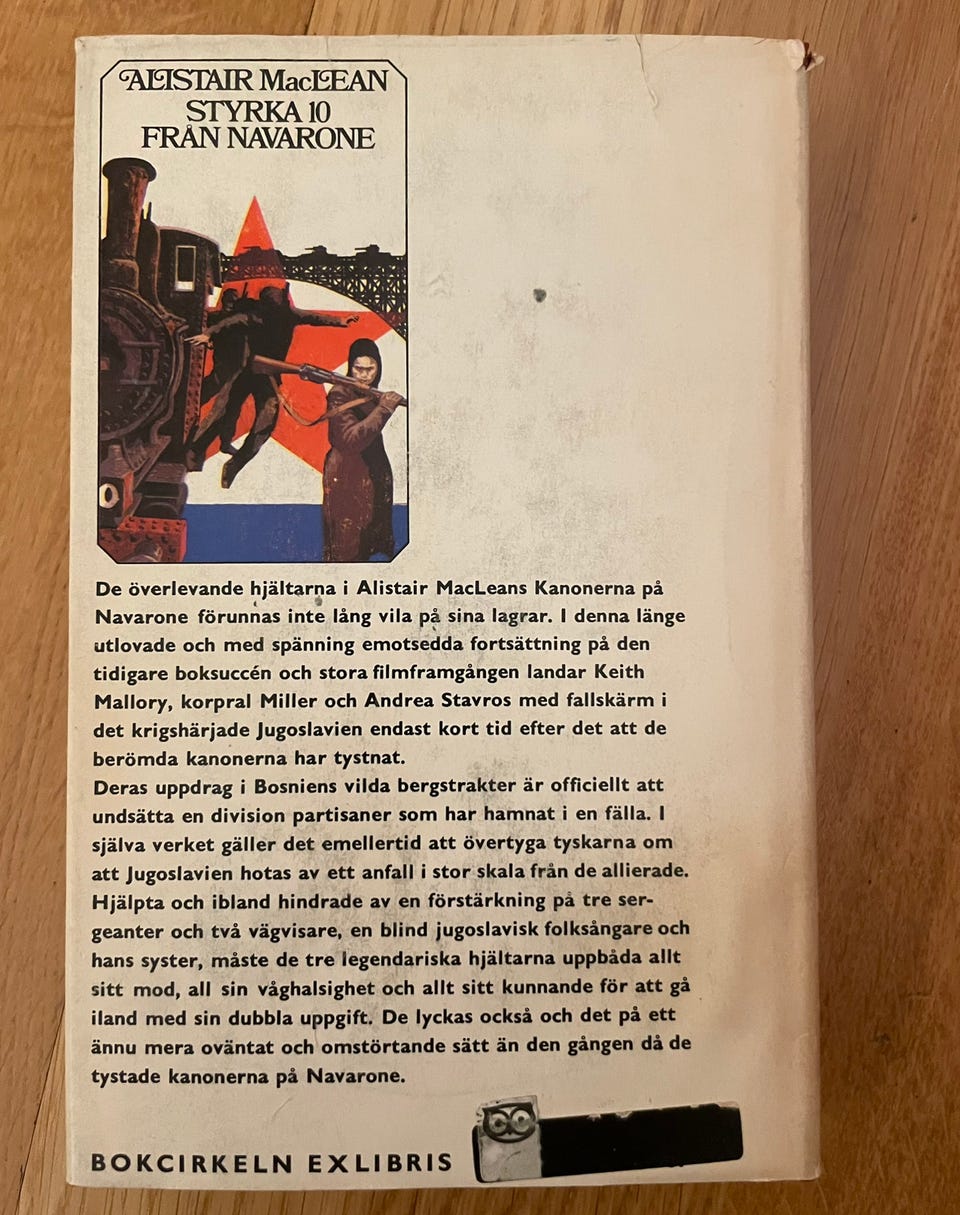 ALISTAIR MacLEAN
STYRKA 10
FRÅN NAVARONE
De överlevande hjältarna i Alistair MacLeans Kanonerna på
Navarone förunnas inte lång vila på sina lagrar. I denna länge
utlovade och med spänning emotsedda fortsättning på den
tidigare boksuccén och stora filmframgången landar Keith
Mallory, korpral Miller och Andrea Stavros med fallskärm i
det krigshärjade Jugoslavien endast kort tid efter det att de
berömda kanonerna har tystnat.
Deras uppdrag i Bosniens vilda bergstrakter är officiellt att
undsätta en division partisaner som har hamnat i en fälla. I
själva verket gäller det emellertid att övertyga tyskarna om
att Jugoslavien hotas av ett anfall i stor skala från de allierade.
Hjälpta och ibland hindrade av en förstärkning på tre ser-
geanter och två vägvisare, en blind jugoslavisk folksångare och
hans syster, måste de tre legendariska hjältarna uppbåda allt
sitt mod, all sin våghalsighet och allt sitt kunnande för att gå
iland med sin dubbla uppgift. De lyckas också och det på ett
ännu mera oväntat och omstörtande sätt än den gången då de
tystade kanonerna på Navarone.
BOKCIRKELN EXLIBRIS